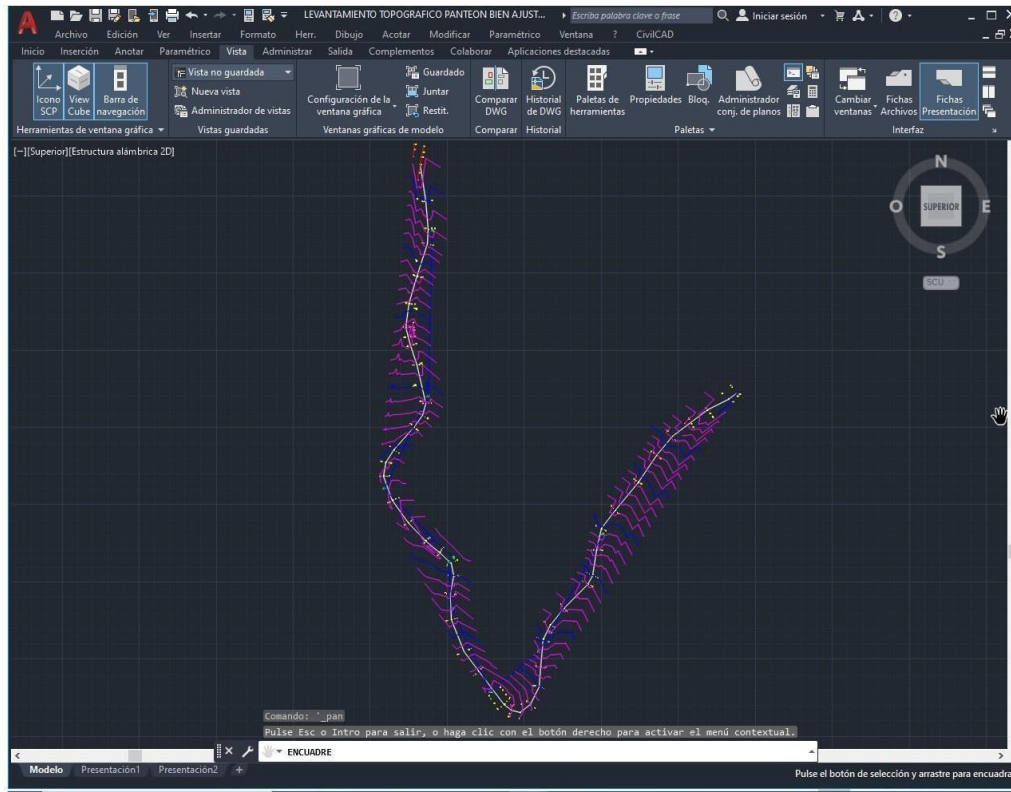 LEVANTAMIENTO TOPOGRAFICO PANTEON BIEN AJUST... Escriba palabra clave o frase Iniciar sesión
Archivo Edición Ver Insertar Formato Herr. Dibujo Acotar Modificar Paramétrico Ventana ? CivilCAD
Inicio Inserción Anotar Paramétrico Vista Administrar Salida Complementos Colaborar Aplicaciones destacadas
Icono SCP
View Cube
Barra de navegación
Herramientas de ventana gráfica
Vista no guardada
Nueva vista
Administrador de vistas
Vistas guardadas
Configuración de la ventana gráfica
Guardado
Juntar
Restit.
Ventanas gráficas de modelo
Comparar DWG
Comparar
Historial de DWG
Historial
Paletas de herramientas
Propiedades
Bloq.
Administrador conj. de planos
Paletas
Cambiar ventanas
Fichas Archivos
Fichas Presentación
Interfaz
[−][Superior][Estructura alámbrica 2D]
N
O SUPERIOR E
S
SCU
Comando: '_pan
Pulse Esc o Intro para salir, o haga clic con el botón derecho para activar el menú contextual.
ENCUADRE
Modelo Presentación1 Presentación2 +
Pulse el botón de selección y arrastre para encuadra